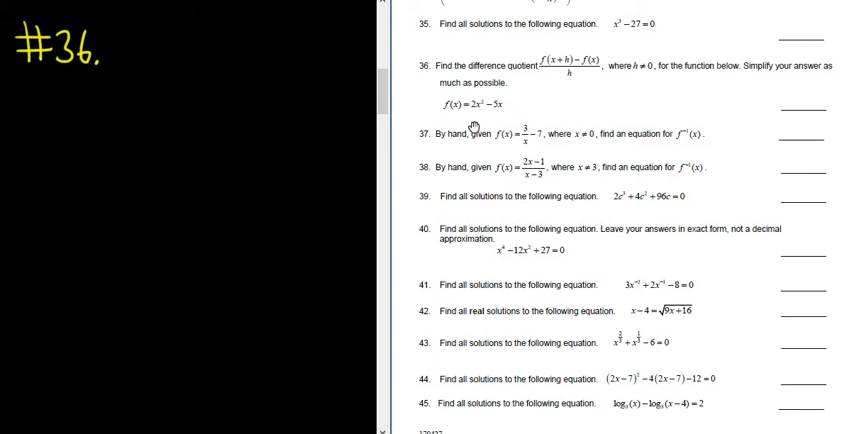 #36.
35. Find all solutions to the following equation. x³ − 27 = 0
36. Find the difference quotient (f(x + h) − f(x))/h, where h ≠ 0, for the function below. Simplify your answer as
much as possible.
f(x) = 2x² − 5x
37. By hand, given f(x) = 3/x − 7, where x ≠ 0, find an equation for f⁻¹(x).
38. By hand, given f(x) = (2x − 1)/(x − 3), where x ≠ 3, find an equation for f⁻¹(x).
39. Find all solutions to the following equation. 2c³ + 4c² + 96c = 0
40. Find all solutions to the following equation. Leave your answers in exact form, not a decimal
approximation.
x⁴ − 12x² + 27 = 0
41. Find all solutions to the following equation. 3x⁻² + 2x⁻¹ − 8 = 0
42. Find all real solutions to the following equation. x − 4 = √(9x + 16)
43. Find all solutions to the following equation. x^(2/3) + x^(1/3) − 6 = 0
44. Find all solutions to the following equation. (2x − 7)² − 4(2x − 7) − 12 = 0
45. Find all solutions to the following equations. log₃(x) − log₃(x − 4) = 2